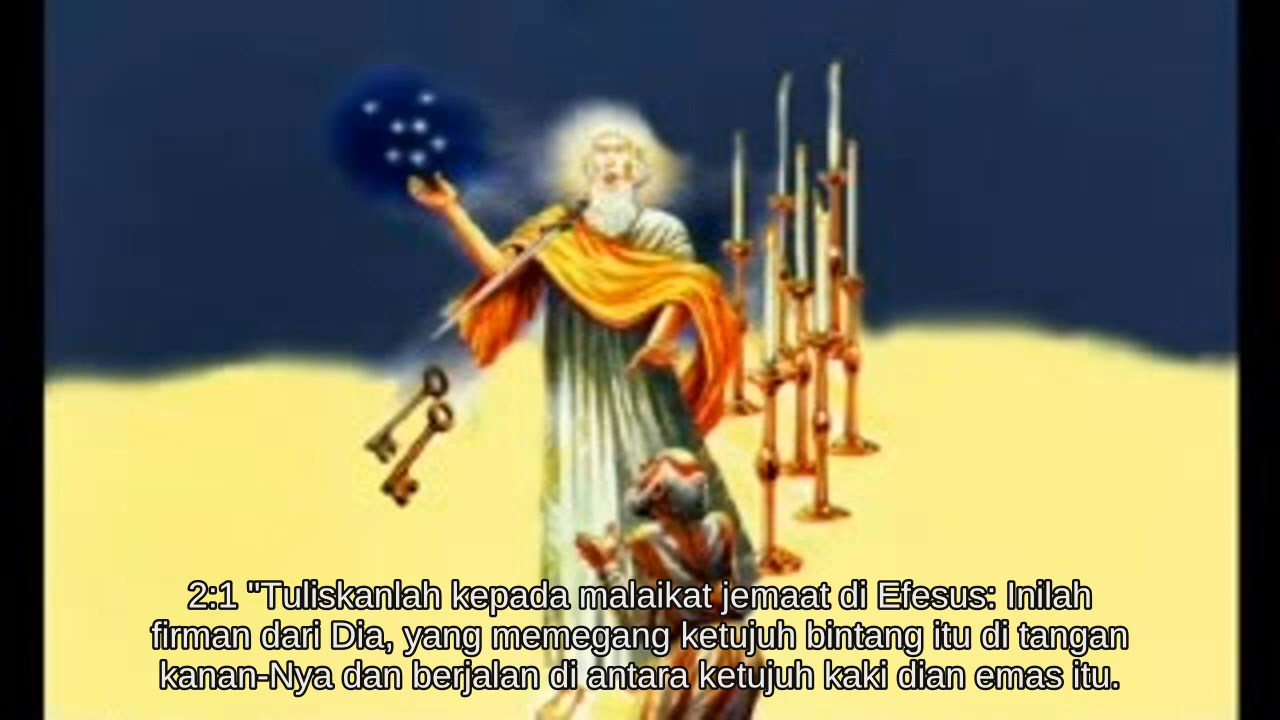 2:1 "Tuliskanlah kepada malaikat jemaat di Efesus: Inilah
firman dari Dia, yang memegang ketujuh bintang itu di tangan
kanan-Nya dan berjalan di antara ketujuh kaki dian emas itu.